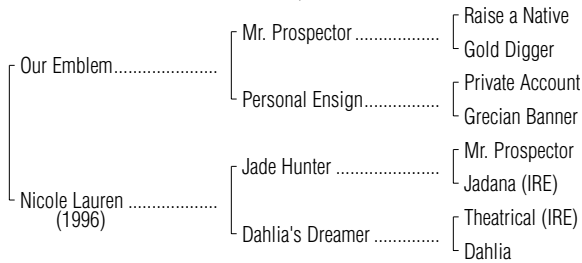 Raise a Native
Mr. Prospector ..................
Gold Digger
Our Emblem......................
Private Account
Personal Ensign................
Grecian Banner
Mr. Prospector
Jade Hunter ......................
Jadana (IRE)
Nicole Lauren ...................
(1996)
Theatrical (IRE)
Dahlia's Dreamer ..............
Dahlia